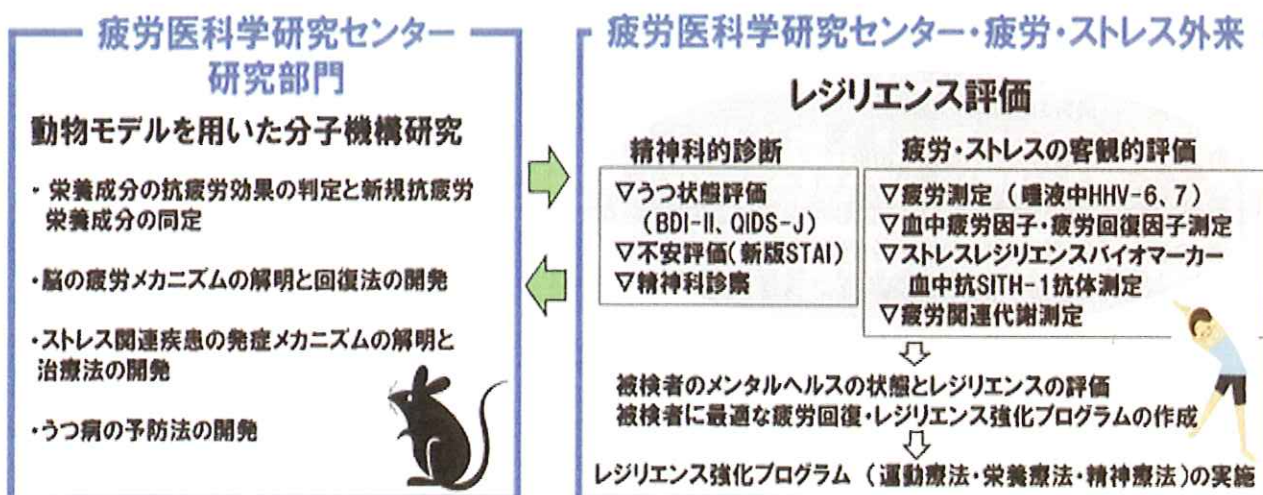 疲労医科学研究センター
研究部門
動物モデルを用いた分子機構研究
・栄養成分の抗疲労効果の判定と新規抗疲労
栄養成分の同定
・脳の疲労メカニズムの解明と回復法の開発
・ストレス関連疾患の発症メカニズムの解明と
治療法の開発
・うつ病の予防法の開発
疲労医科学研究センター・疲労・ストレス外来
レジリエンス評価
精神科的診断
▽うつ状態評価
(BDI-II、QIDS-J)
▽不安評価(新版STAI)
▽精神科診察
疲労・ストレスの客観的評価
▽疲労測定 (唾液中HHV-6、7)
▽血中疲労因子・疲労回復因子測定
▽ストレスレジリエンスバイオマーカー
血中抗SITH-1抗体測定
▽疲労関連代謝測定
被検者のメンタルヘルスの状態とレジリエンスの評価
被検者に最適な疲労回復・レジリエンス強化プログラムの作成
レジリエンス強化プログラム (運動療法・栄養療法・精神療法)の実施